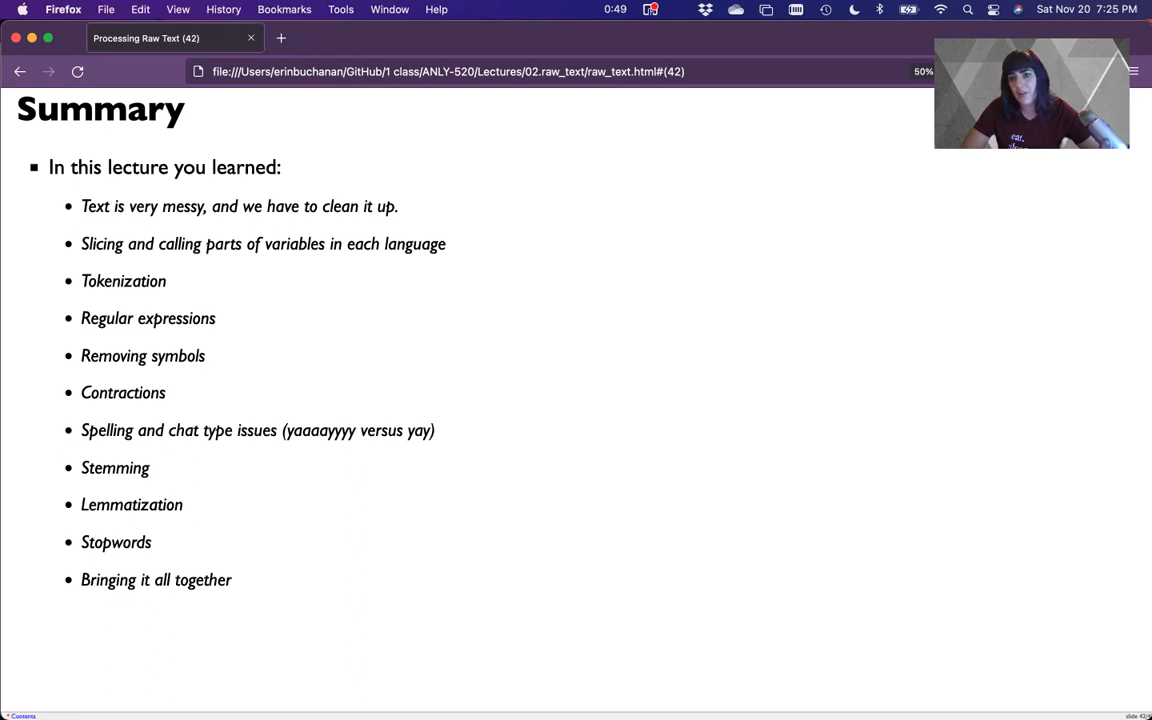 Firefox File Edit View History Bookmarks Tools Window Help 0:49 Sat Nov 20 7:25 PM
Processing Raw Text (42)
file:///Users/erinbuchanan/GitHub/1 class/ANLY-520/Lectures/02.raw_text/raw_text.html#(42) 50%
Summary
In this lecture you learned:
Text is very messy, and we have to clean it up.
Slicing and calling parts of variables in each language
Tokenization
Regular expressions
Removing symbols
Contractions
Spelling and chat type issues (yaaaayyyy versus yay)
Stemming
Lemmatization
Stopwords
Bringing it all together
eat.
Contents